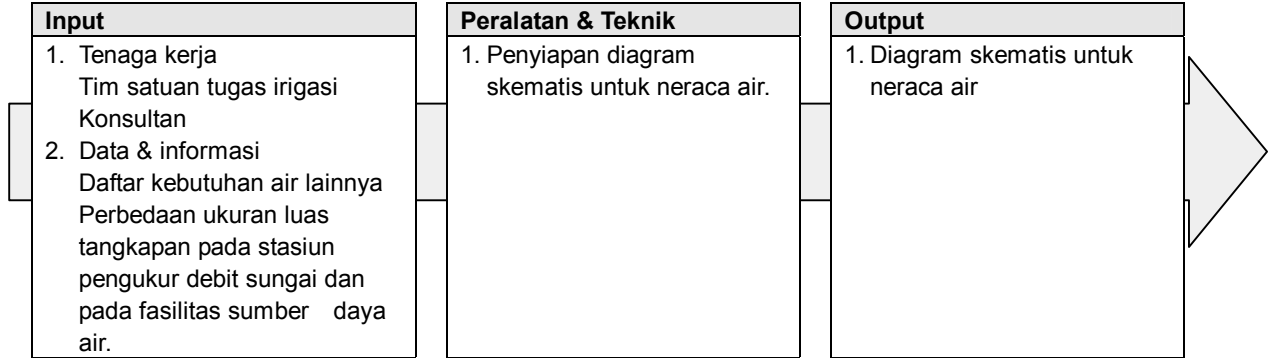 Input
1. Tenaga kerja
Tim satuan tugas irigasi
Konsultan
2. Data & informasi
Daftar kebutuhan air lainnya
Perbedaan ukuran luas
tangkapan pada stasiun
pengukur debit sungai dan
pada fasilitas sumber daya
air.
Peralatan & Teknik
1. Penyiapan diagram
skematis untuk neraca air.
Output
1. Diagram skematis untuk
neraca air